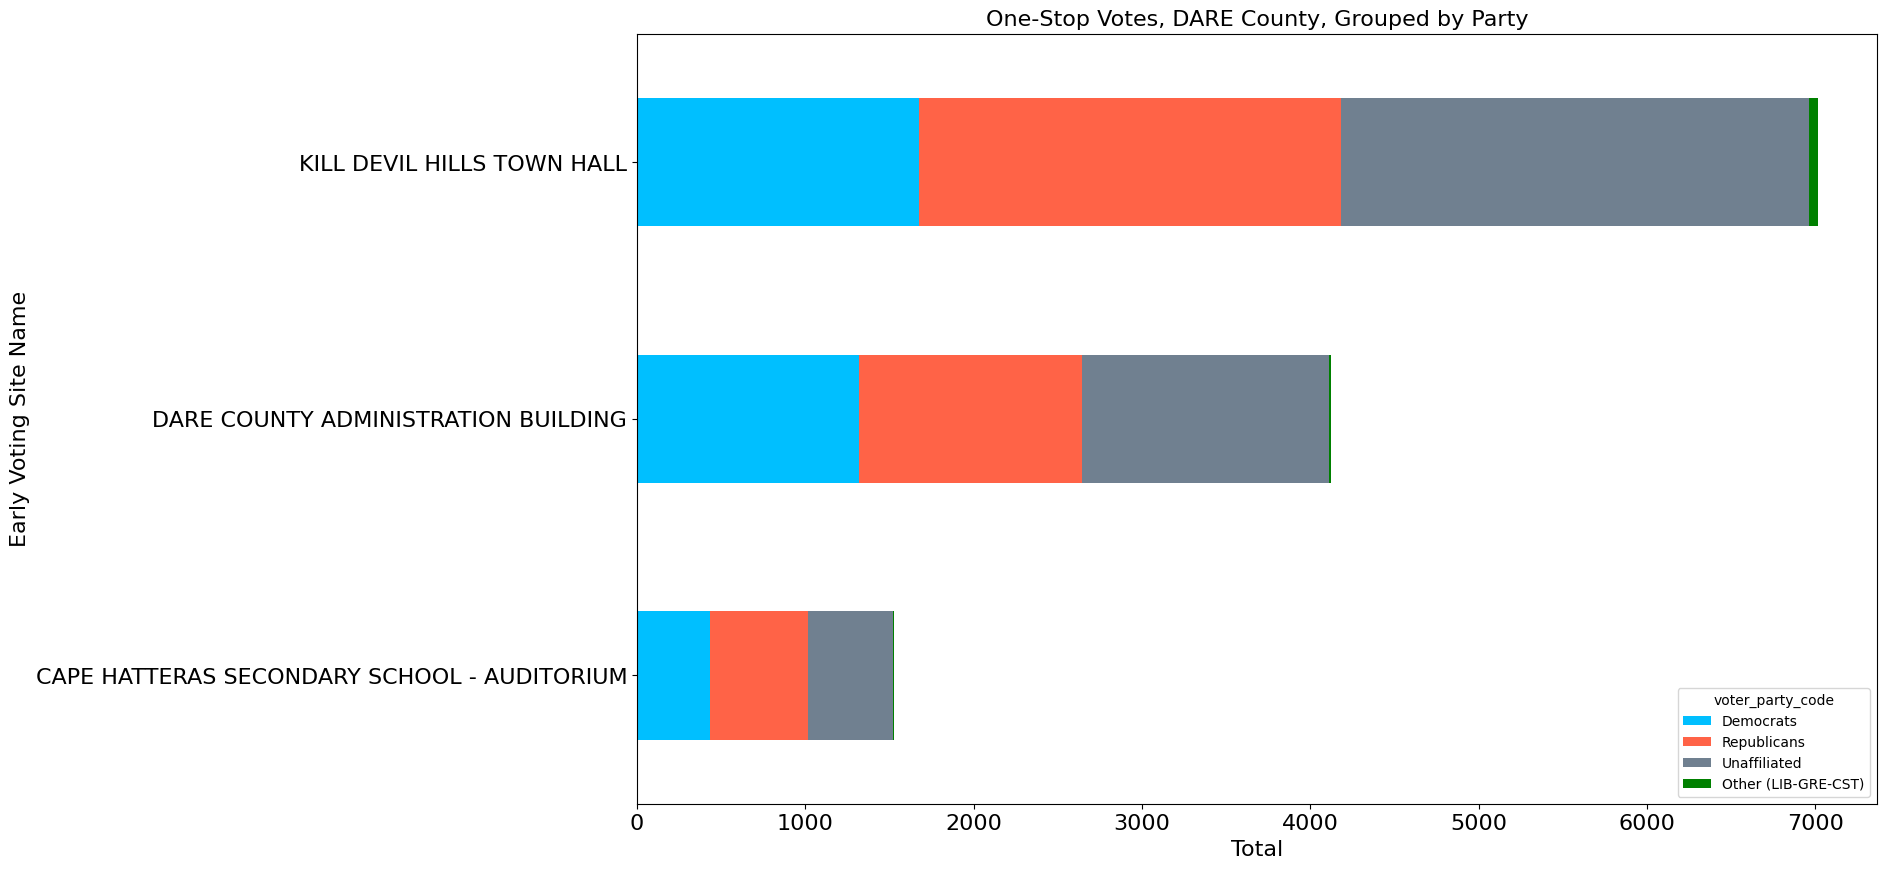 One-Stop Votes, DARE County, Grouped by Party
Early Voting Site Name
KILL DEVIL HILLS TOWN HALL
DARE COUNTY ADMINISTRATION BUILDING
CAPE HATTERAS SECONDARY SCHOOL - AUDITORIUM
voter_party_code
Democrats
Republicans
Unaffiliated
Other (LIB-GRE-CST)
0 1000 2000 3000 4000 5000 6000 7000
Total